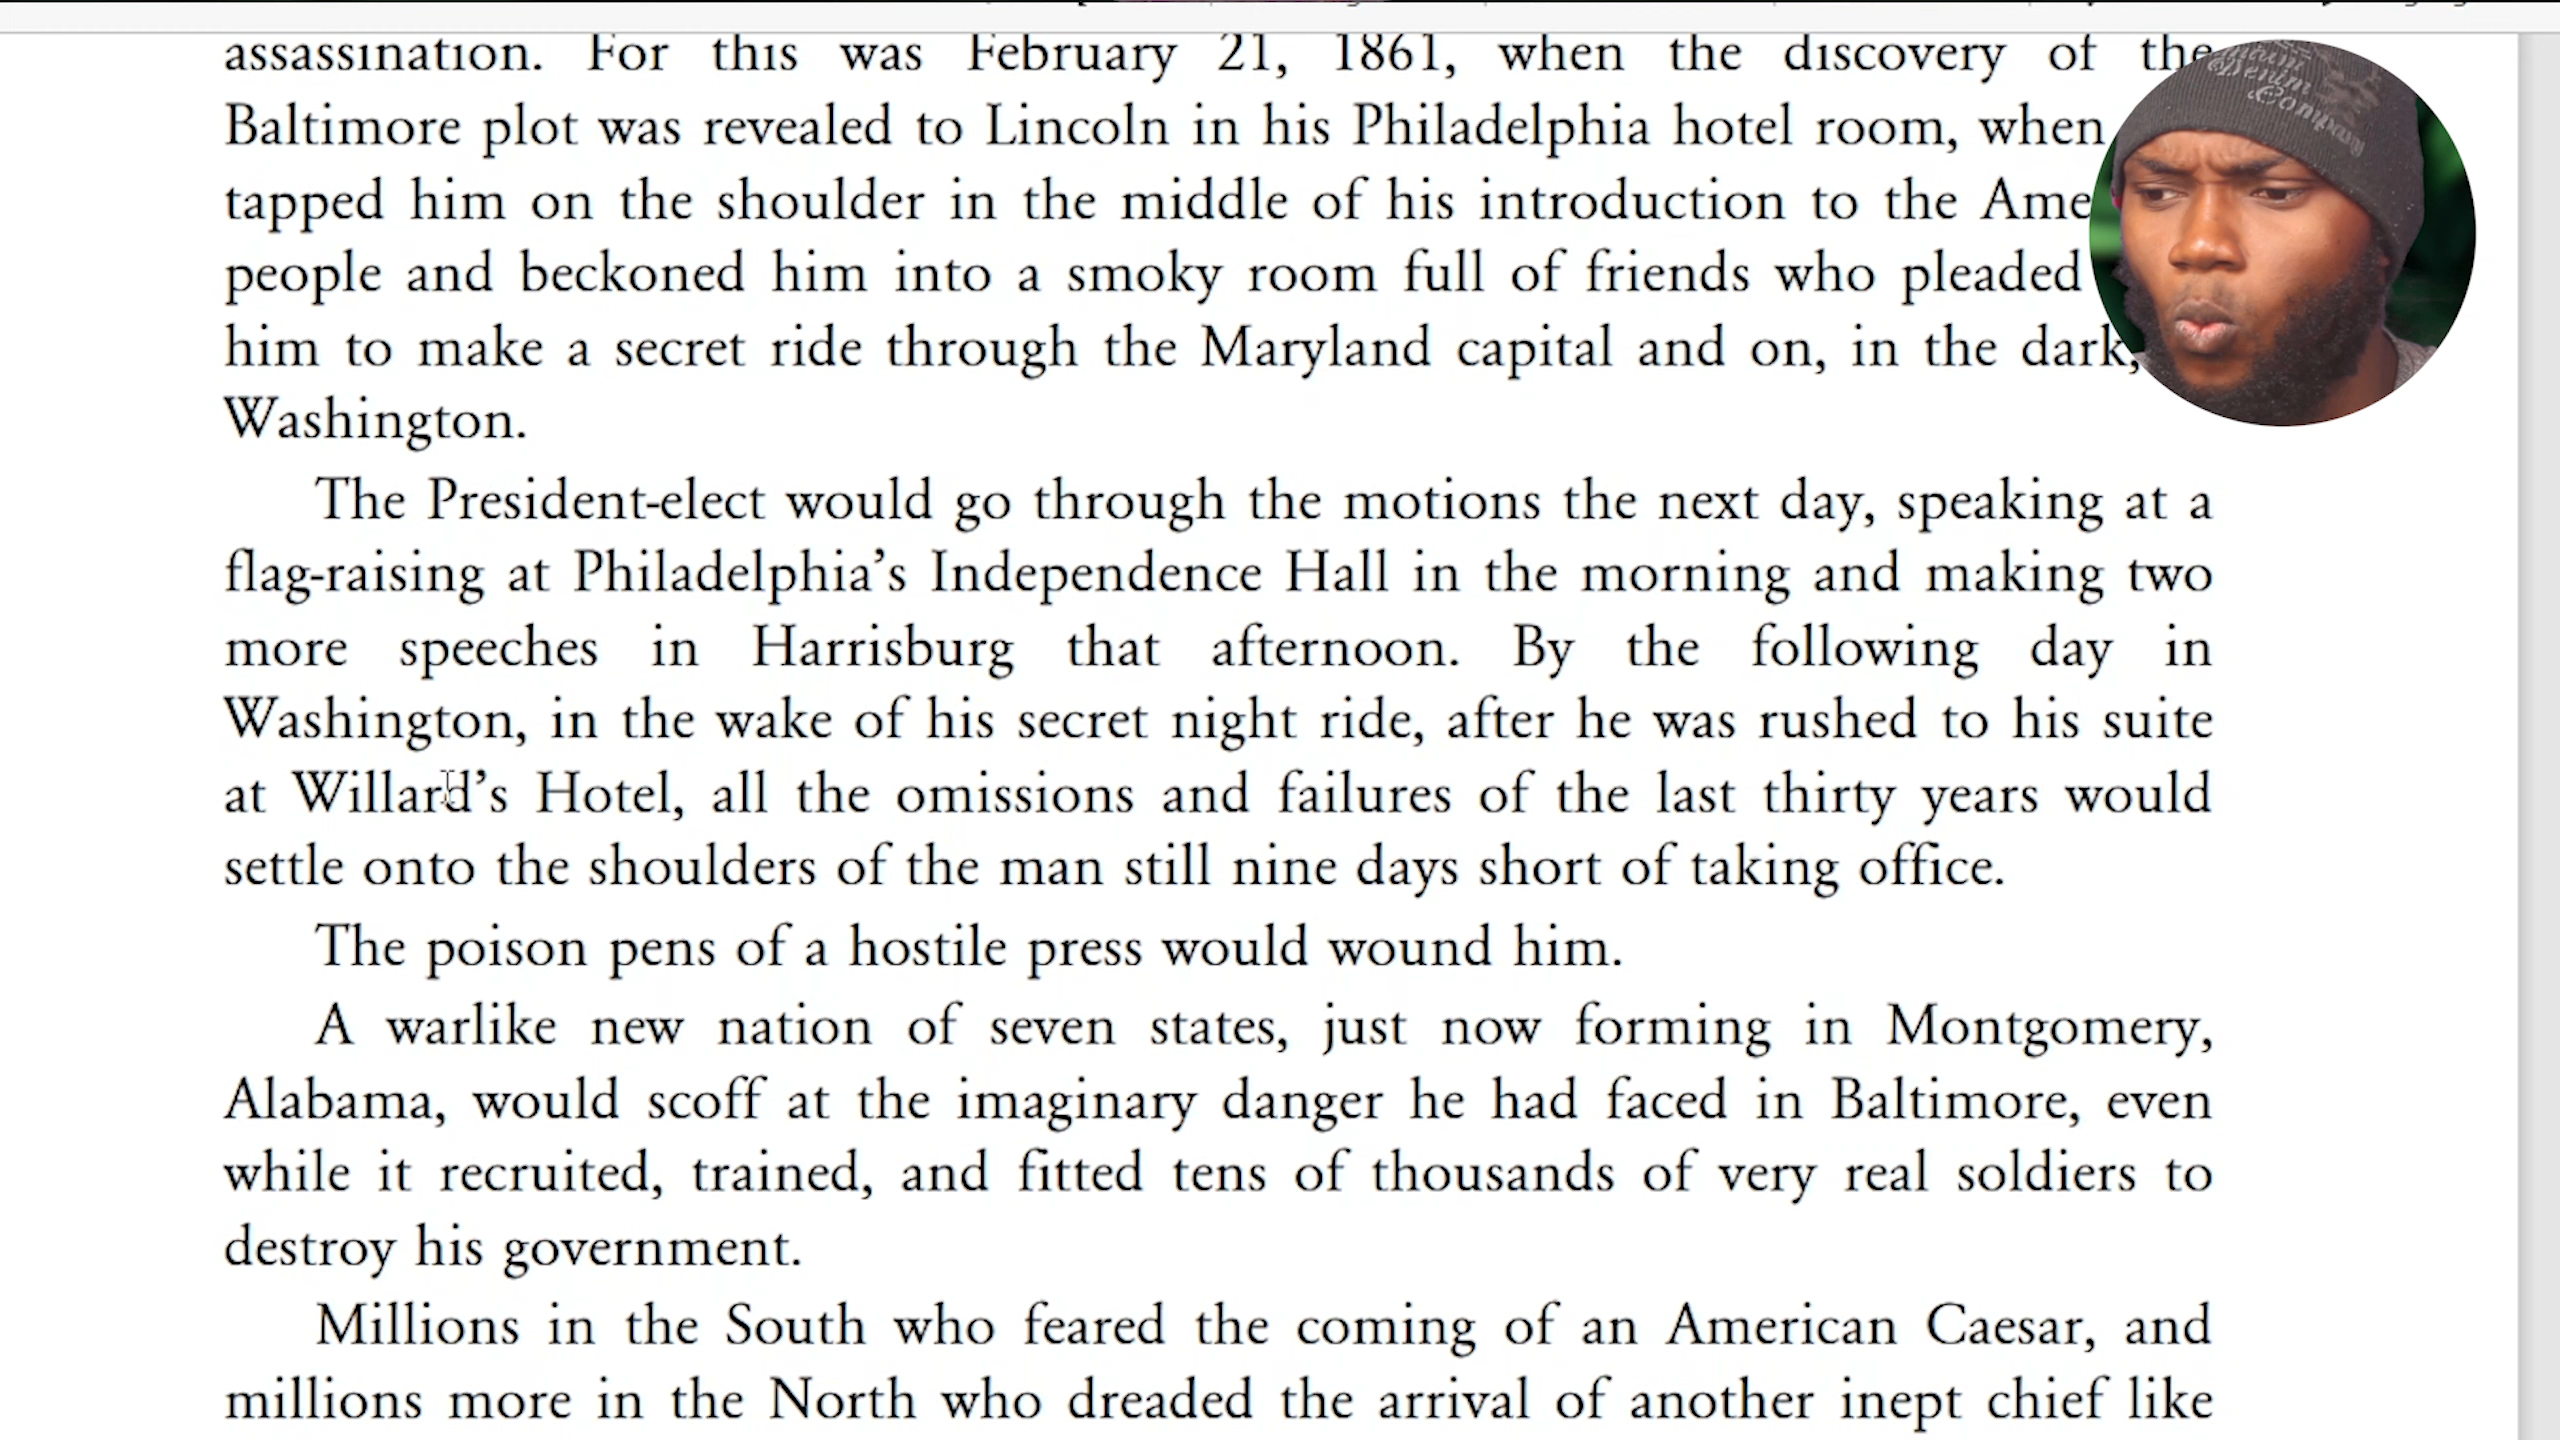 assassination. For this was February 21, 1861, when the discovery of the
Baltimore plot was revealed to Lincoln in his Philadelphia hotel room, when
tapped him on the shoulder in the middle of his introduction to the Ame
people and beckoned him into a smoky room full of friends who pleaded
him to make a secret ride through the Maryland capital and on, in the dark,
Washington.
The President-elect would go through the motions the next day, speaking at a
flag-raising at Philadelphia’s Independence Hall in the morning and making two
more speeches in Harrisburg that afternoon. By the following day in
Washington, in the wake of his secret night ride, after he was rushed to his suite
at Willard’s Hotel, all the omissions and failures of the last thirty years would
settle onto the shoulders of the man still nine days short of taking office.
The poison pens of a hostile press would wound him.
A warlike new nation of seven states, just now forming in Montgomery,
Alabama, would scoff at the imaginary danger he had faced in Baltimore, even
while it recruited, trained, and fitted tens of thousands of very real soldiers to
destroy his government.
Millions in the South who feared the coming of an American Caesar, and
millions more in the North who dreaded the arrival of another inept chief like
Denim
Company